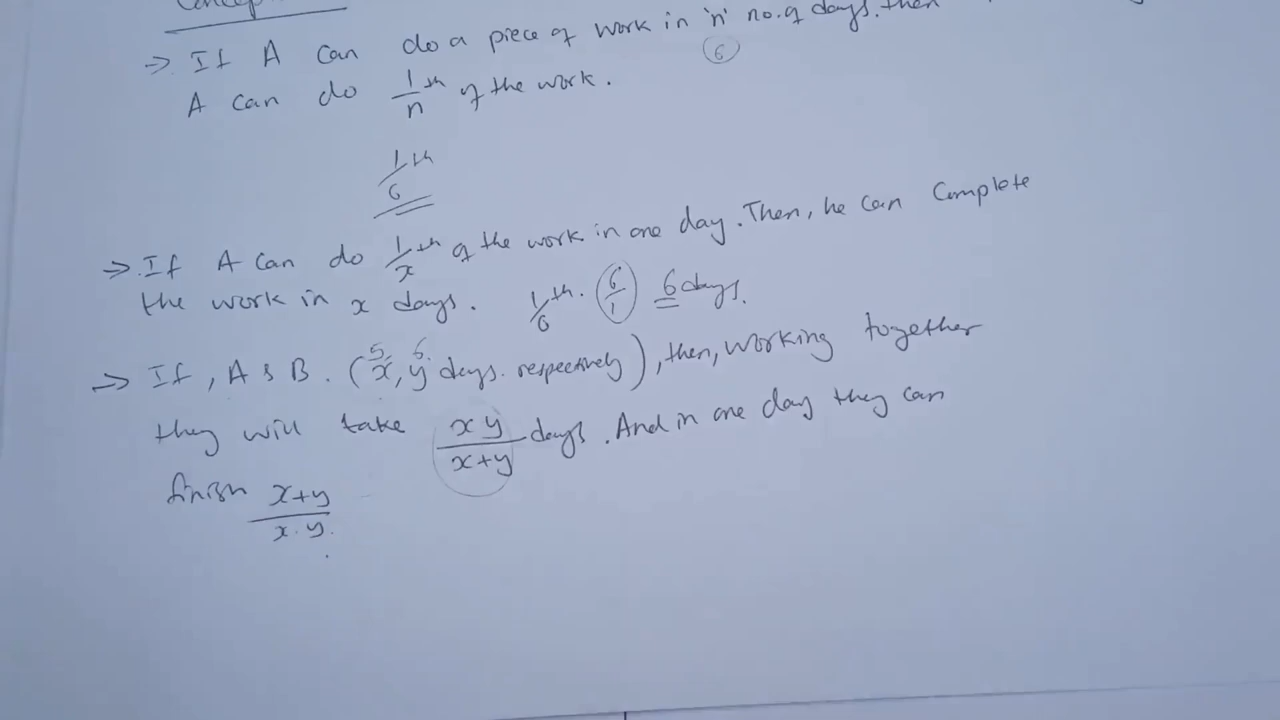 Concep
→ If A can do a piece of work in 'n' no. of days. then
6
A can do 1/n th of the work.
1/6 th
→ If A can do 1/x th of the work in one day. Then, he can complete
the work in x days. 1/6 th. 6/1 6 days.
5 6
→ If, A & B. (x, y days. respectively), then, working together
they will take xy/x+y days. And in one day they can
finish x+y/x.y.